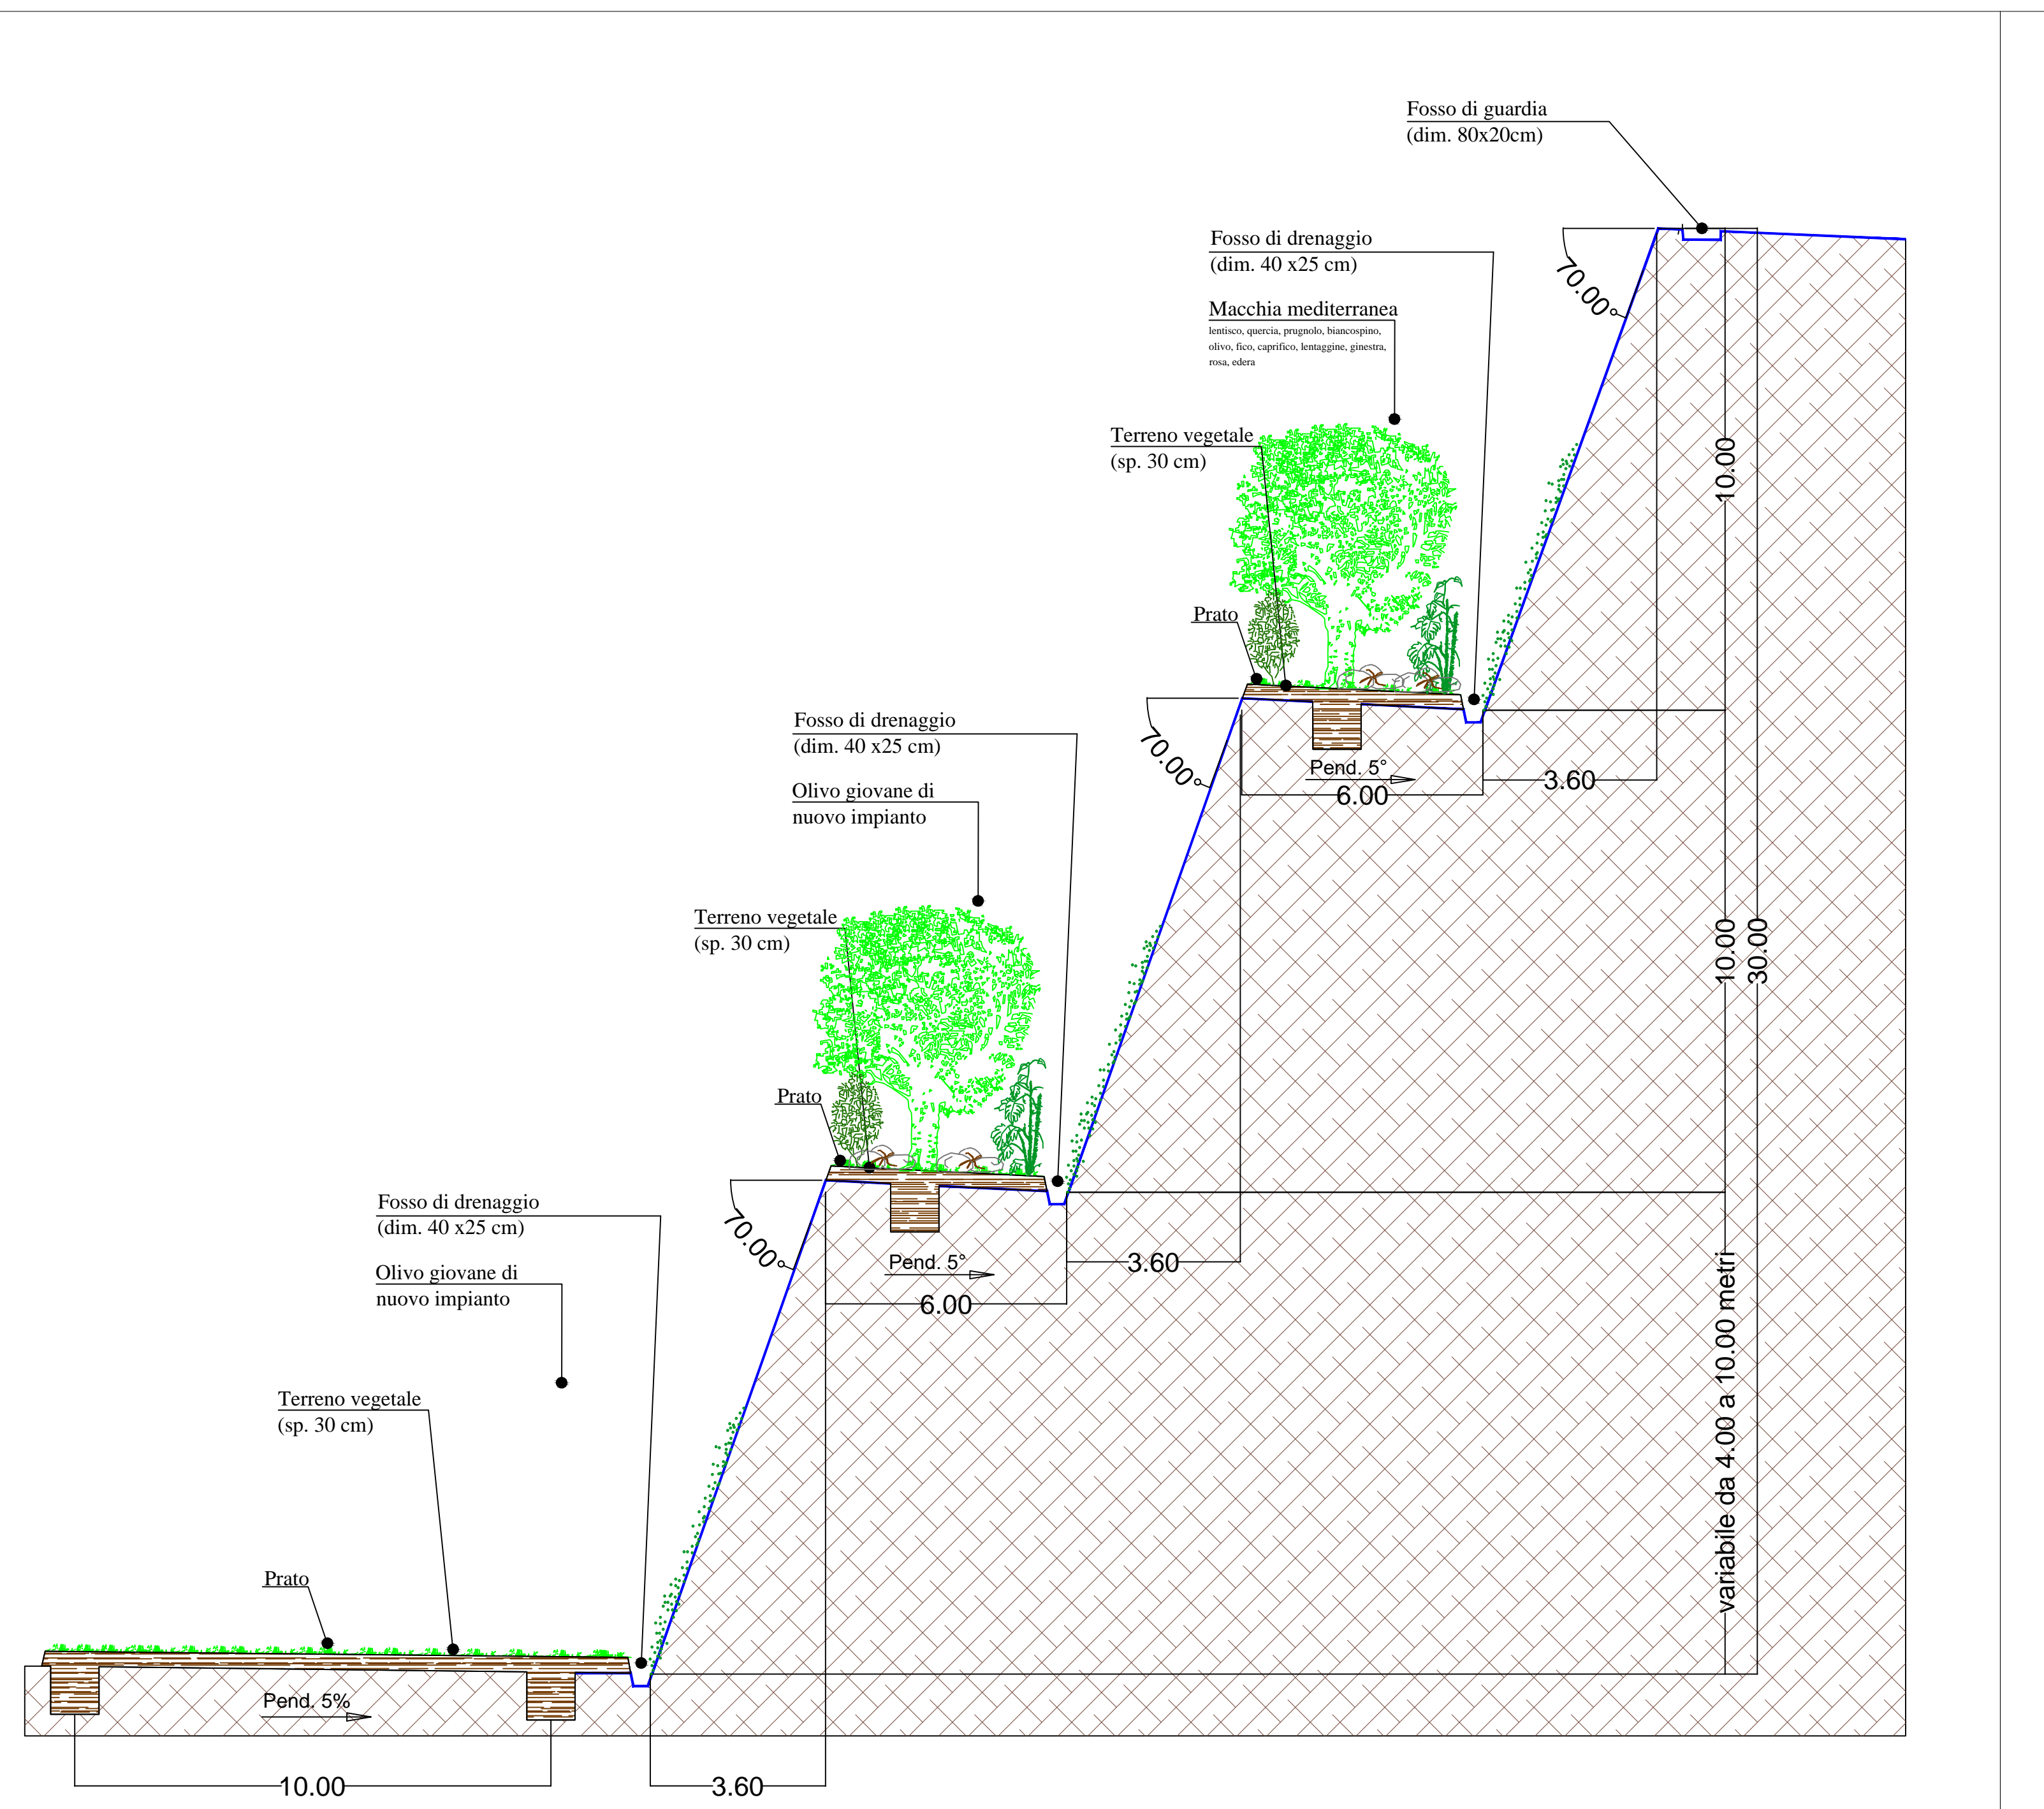 Fosso di guardia
(dim. 80x20cm)
Fosso di drenaggio
(dim. 40 x25 cm)
70.00°
Macchia mediterranea
lentisco, quercia, prugnolo, biancospino,
olivo, fico, caprifico, lentaggine, ginestra,
rosa, edera
Terreno vegetale
(sp. 30 cm)
10.00
Prato
Fosso di drenaggio
(dim. 40 x25 cm)
70.00°
Pend. 5°
6.00
3.60
Olivo giovane di
nuovo impianto
Terreno vegetale
(sp. 30 cm)
10.00
30.00
Prato
Fosso di drenaggio
(dim. 40 x25 cm)
70.00°
Pend. 5°
3.60
6.00
Olivo giovane di
nuovo impianto
variabile da 4.00 a 10.00 metri
Terreno vegetale
(sp. 30 cm)
Prato
Pend. 5%
10.00
3.60